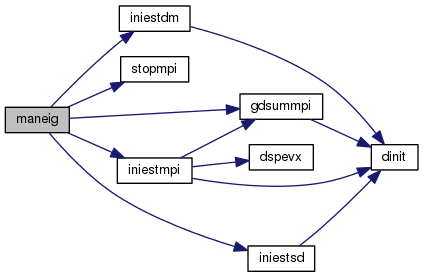 iniestdm
stopmpi
maneig
gdsummpi
dspevx
dinit
iniestmpi
iniestsd